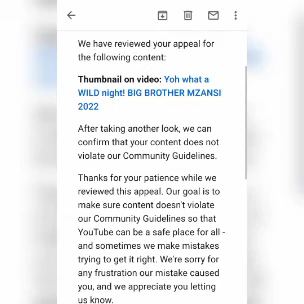 We have reviewed your appeal for
the following content:
Thumbnail on video: Yoh what a
WILD night! BIG BROTHER MZANSI
2022
After taking another look, we can
confirm that your content does not
violate our Community Guidelines.
Thanks for your patience while we
reviewed this appeal. Our goal is to
make sure content doesn't violate
our Community Guidelines so that
YouTube can be a safe place for all -
and sometimes we make mistakes
trying to get it right. We're sorry for
any frustration our mistake caused
you, and we appreciate you letting
us know.